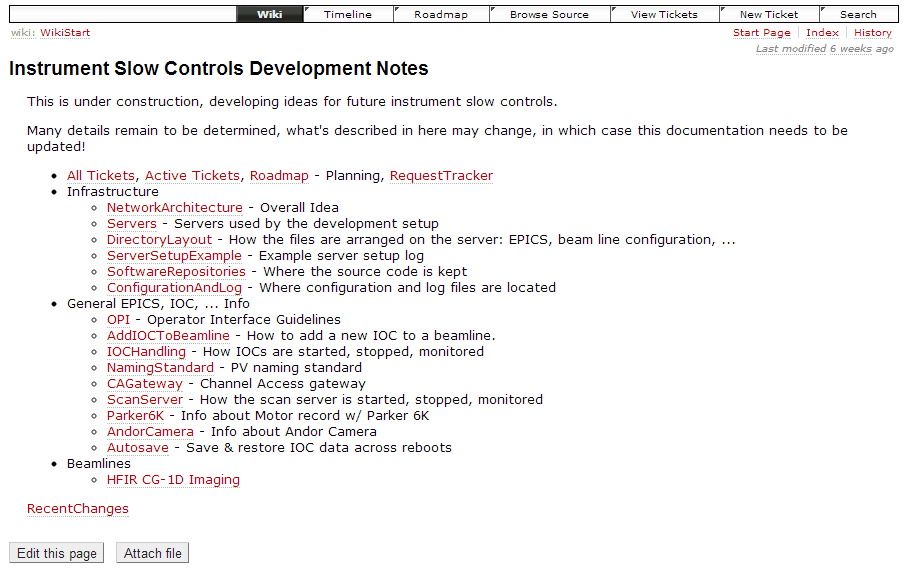 Wiki Timeline Roadmap Browse Source View Tickets New Ticket Search
wiki: WikiStart Start Page Index History
Last modified 6 weeks ago
Instrument Slow Controls Development Notes
This is under construction, developing ideas for future instrument slow controls.
Many details remain to be determined, what's described in here may change, in which case this documentation needs to be
updated!
All Tickets, Active Tickets, Roadmap - Planning, RequestTracker
Infrastructure
NetworkArchitecture - Overall Idea
Servers - Servers used by the development setup
DirectoryLayout - How the files are arranged on the server: EPICS, beam line configuration, ...
ServerSetupExample - Example server setup log
SoftwareRepositories - Where the source code is kept
ConfigurationAndLog - Where configuration and log files are located
General EPICS, IOC, ... Info
OPI - Operator Interface Guidelines
AddIOCToBeamline - How to add a new IOC to a beamline.
IOCHandling - How IOCs are started, stopped, monitored
NamingStandard - PV naming standard
CAGateway - Channel Access gateway
ScanServer - How the scan server is started, stopped, monitored
Parker6K - Info about Motor record w/ Parker 6K
AndorCamera - Info about Andor Camera
Autosave - Save & restore IOC data across reboots
Beamlines
HFIR CG-1D Imaging
RecentChanges
Edit this page Attach file